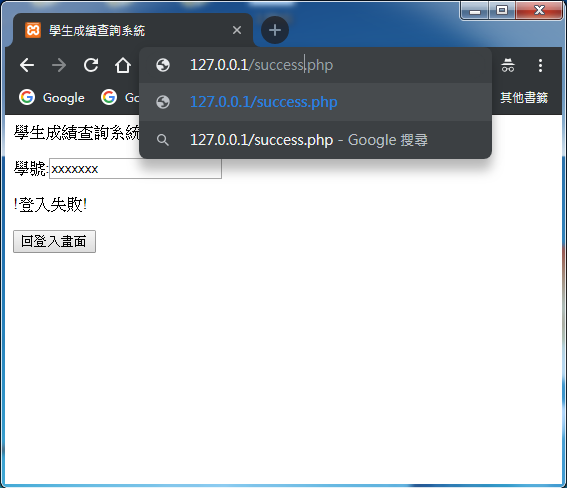 學生成績查詢系統
127.0.0.1/success.php
Google
Go
其他書籤
127.0.0.1/success.php
127.0.0.1/success.php - Google 搜尋
學生成績查詢系統
學號:xxxxxxx
!登入失敗!
回登入畫面